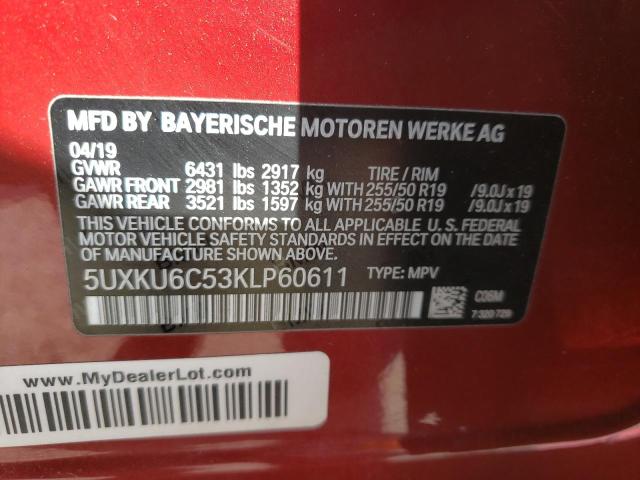 MFD BY BAYERISCHE MOTOREN WERKE AG
04/19
GVWR 6431 lbs 2917 kg TIRE / RIM
GAWR FRONT 2981 lbs 1352 kg WITH 255/50 R19 /9.0J x 19
GAWR REAR 3521 lbs 1597 kg WITH 255/50 R19 /9.0J x 19
THIS VEHICLE CONFORMS TO ALL APPLICABLE U. S. FEDERAL
MOTOR VEHICLE SAFETY STANDARDS IN EFFECT ON THE
DATE OF MANUFACTURE SHOWN ABOVE.
5UXKU6C53KLP60611 TYPE: MPV
7 320 729
www.MyDealerLot.com